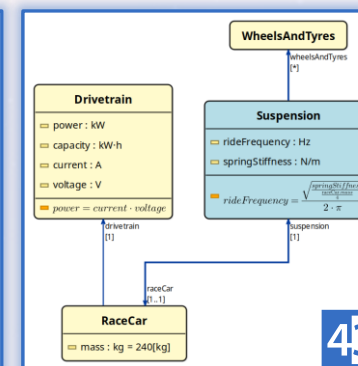 WheelsAndTyres
wheelsAndTyres
[*]
Drivetrain
power : kW
capacity : kW·h
current : A
voltage : V
power = current · voltage
Suspension
rideFrequency : Hz
springStiffness : N/m
rideFrequency =
2 · π
drivetrain
[1]
suspension
[1]
raceCar
[1..1]
RaceCar
mass : kg = 240[kg]
4